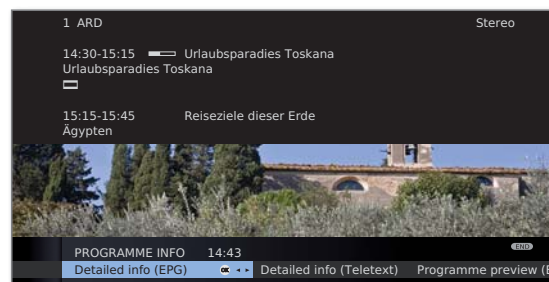 1 ARD Stereo
14:30-15:15 Urlaubsparadies Toskana
Urlaubsparadies Toskana
15:15-15:45 Reiseziele dieser Erde
Ägypten
END
PROGRAMME INFO 14:43
Detailed info (EPG) OK Detailed info (Teletext) Programme preview (E